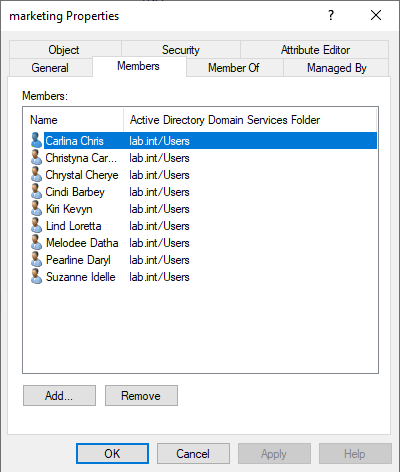 marketing Properties
? ×
Object Security Attribute Editor
General Members Member Of Managed By
Members:
Name Active Directory Domain Services Folder
Carlina Chris lab.int/Users
Christyna Car... lab.int/Users
Chrystal Cherye lab.int/Users
Cindi Barbey lab.int/Users
Kiri Kevyn lab.int/Users
Lind Loretta lab.int/Users
Melodee Datha lab.int/Users
Pearline Daryl lab.int/Users
Suzanne Idelle lab.int/Users
Add... Remove
OK Cancel Apply Help